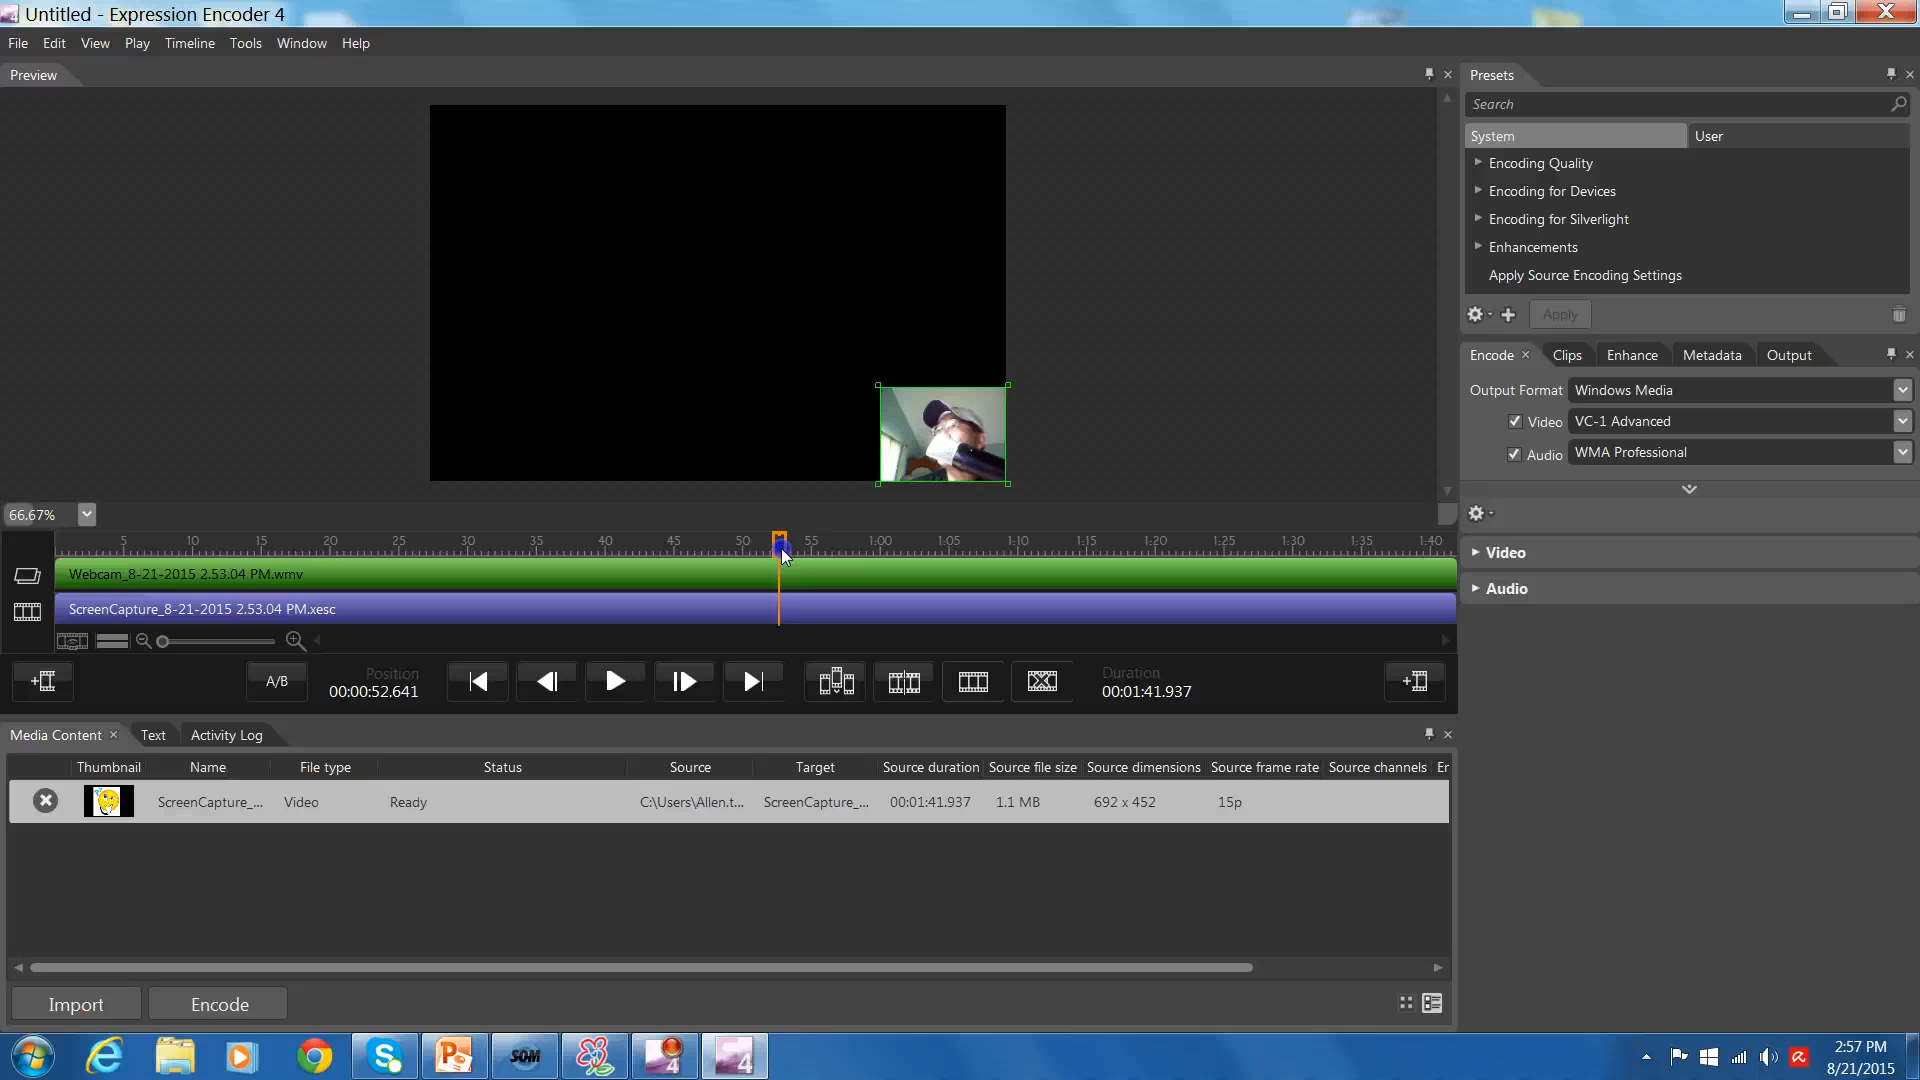 Untitled - Expression Encoder 4
File Edit View Play Timeline Tools Window Help
Preview
66.67%
5 10 15 20 25 30 35 40 45 50 55 1:00 1:05 1:10 1:15 1:20 1:25 1:30 1:35 1:40
Webcam_8-21-2015 2.53.04 PM.wmv
ScreenCapture_8-21-2015 2.53.04 PM.xesc
A/B
Position
00:00:52.641
Duration
00:01:41.937
Media Content Text Activity Log
Thumbnail Name File type Status Source Target Source duration Source file size Source dimensions Source frame rate Source channels Er
ScreenCapture_... Video Ready C:\Users\Allen.t... ScreenCapture_... 00:01:41.937 1.1 MB 692 x 452 15p
Import Encode
Presets
Search
System User
Encoding Quality
Encoding for Devices
Encoding for Silverlight
Enhancements
Apply Source Encoding Settings
Apply
Encode Clips Enhance Metadata Output
Output Format Windows Media
Video VC-1 Advanced
Audio WMA Professional
Video
Audio
SOM
4
4
2:57 PM
8/21/2015